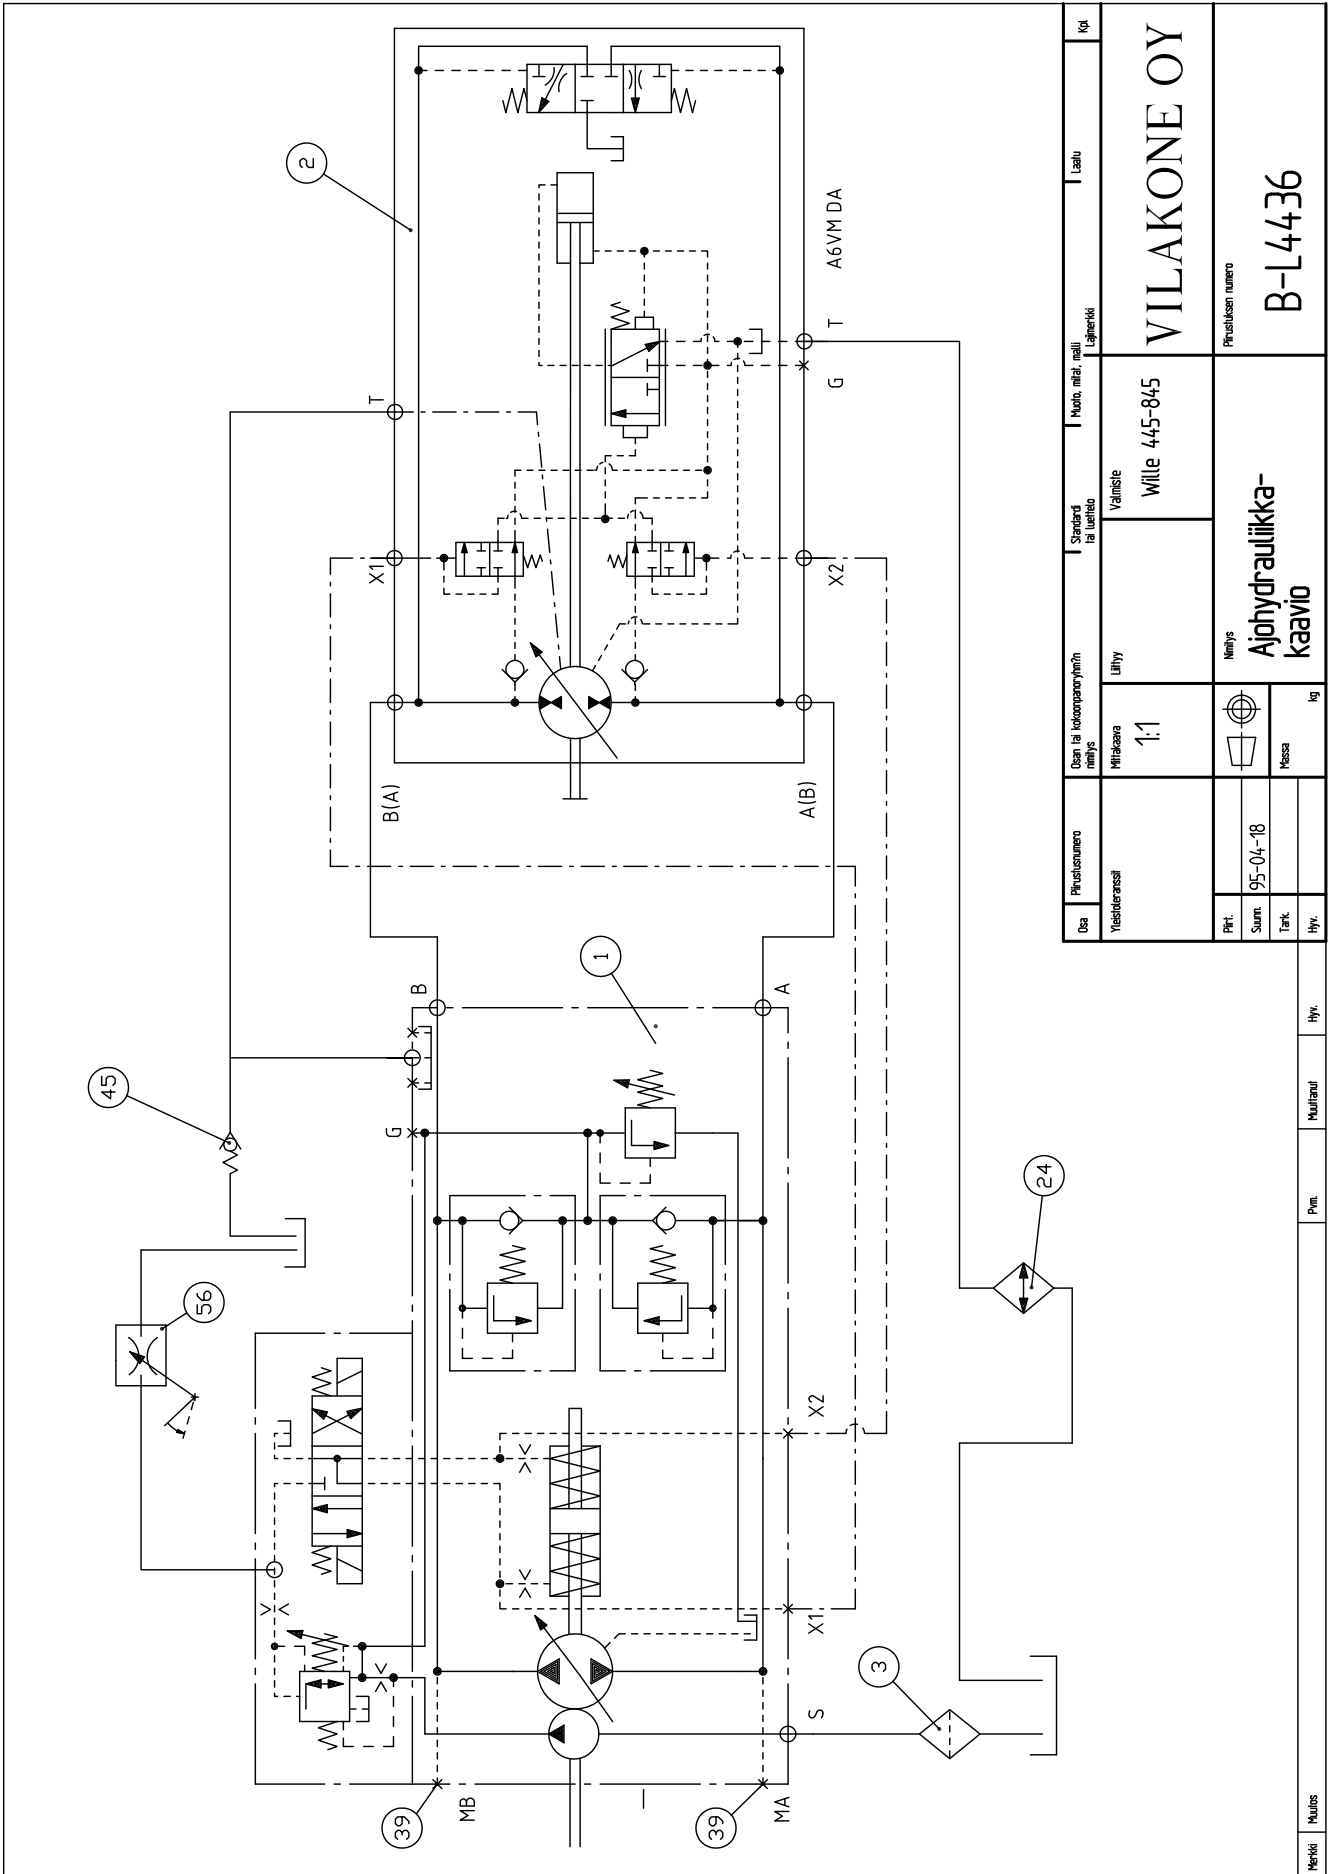 2
45
56
1
24
3
39
39
T
X1
B(A)
A(B)
X2
G
T
A6VM DA
B
A
G
X2
X1
S
MB
MA
Osa
Piirustusnumero
Osan tai kokoonpanoryhm?n
nimitys
Standardi
tai luettelo
Muoto, mitat, malli
Lajimerkki
Laatu
Kpl
Yleistoleranssit
Mittakaava
1:1
Liittyy
Valmiste
Wille 445-845
VILAKONE OY
Piirt.
Suunn.
95-04-18
Tark.
Hyv.
Massa
kg
Nimitys
Ajohydrauliikka-
kaavio
Piirustuksen numero
B-L4436
Merkki
Muutos
Pvm.
Muuttanut
Hyv.